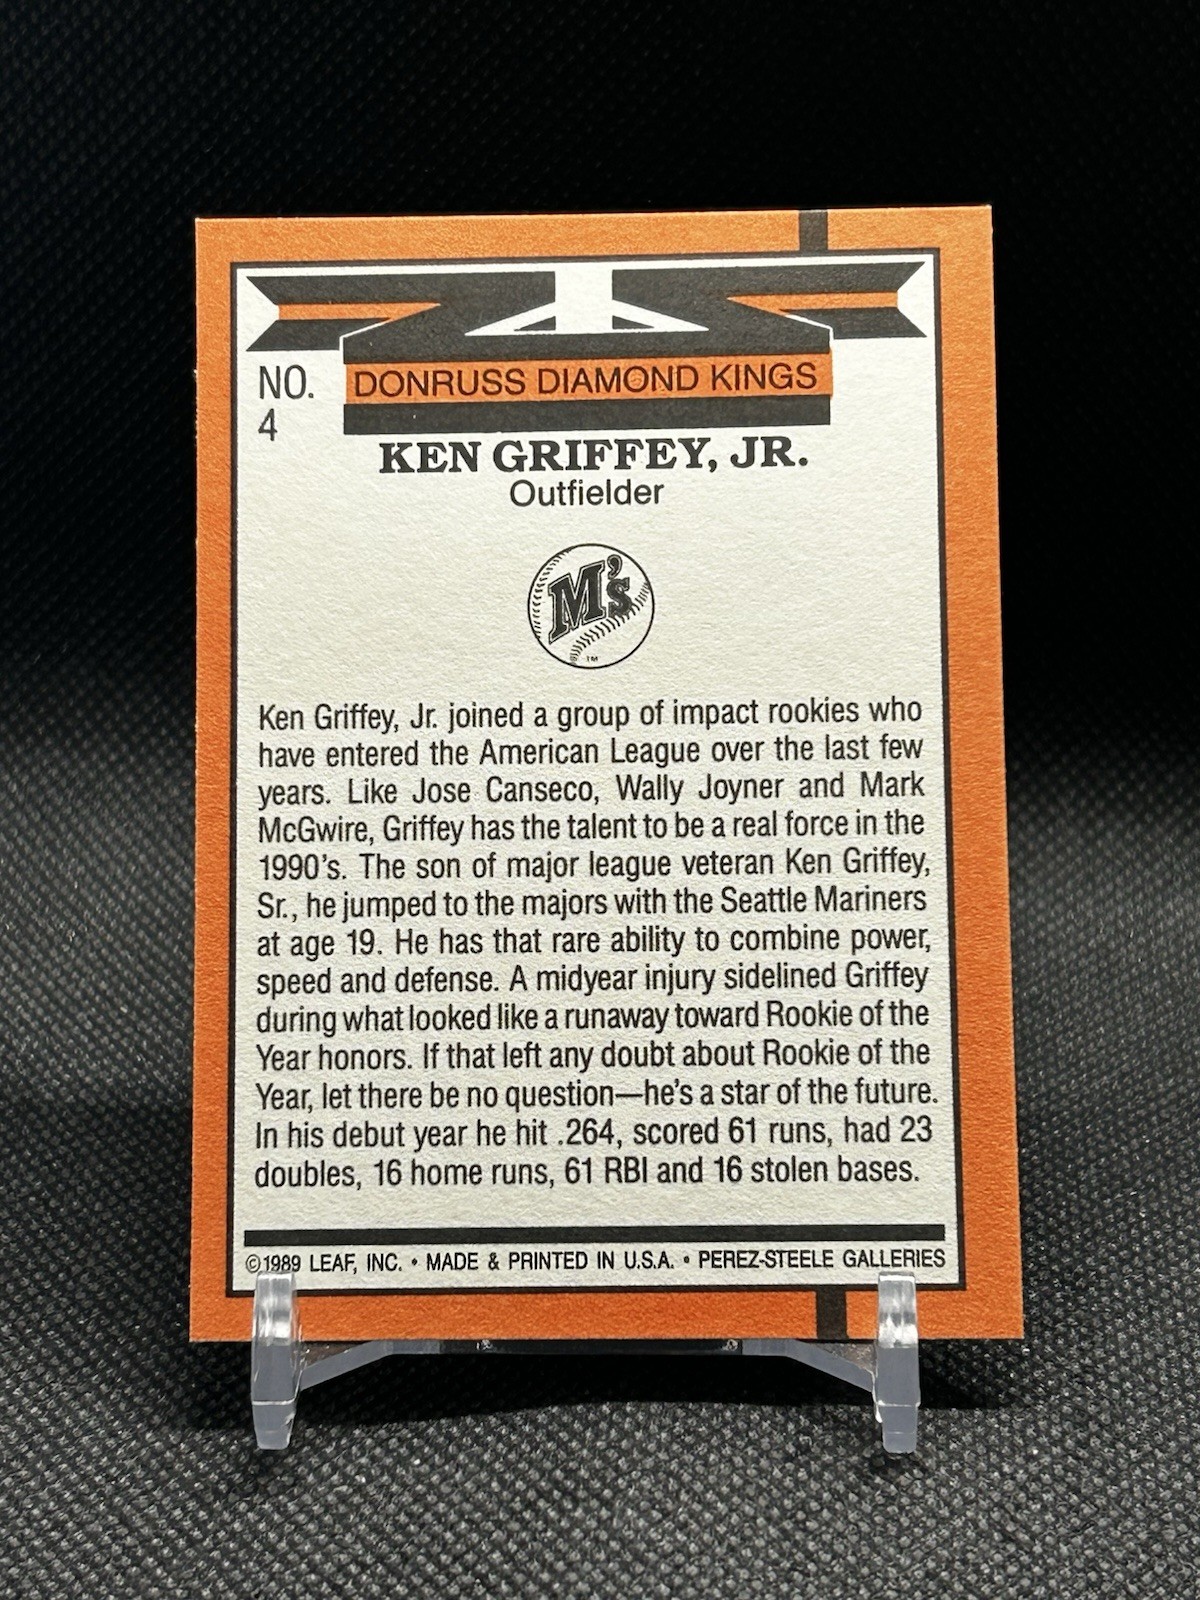 NO.
4
DONRUSS DIAMOND KINGS
KEN GRIFFEY, JR.
Outfielder
M's
TM
Ken Griffey, Jr. joined a group of impact rookies who
have entered the American League over the last few
years. Like Jose Canseco, Wally Joyner and Mark
McGwire, Griffey has the talent to be a real force in the
1990's. The son of major league veteran Ken Griffey,
Sr., he jumped to the majors with the Seattle Mariners
at age 19. He has that rare ability to combine power,
speed and defense. A midyear injury sidelined Griffey
during what looked like a runaway toward Rookie of the
Year honors. If that left any doubt about Rookie of the
Year, let there be no question—he's a star of the future.
In his debut year he hit .264, scored 61 runs, had 23
doubles, 16 home runs, 61 RBI and 16 stolen bases.
©1989 LEAF, INC. • MADE & PRINTED IN U.S.A. • PEREZ-STEELE GALLERIES